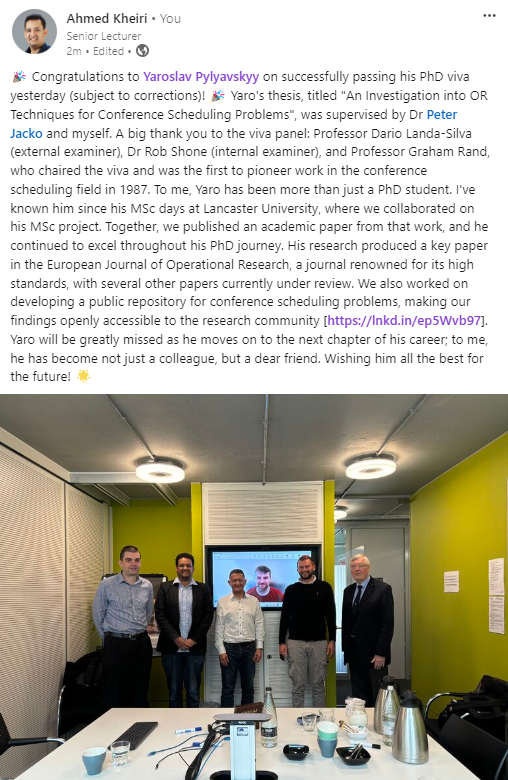 Ahmed Kheiri • You
Senior Lecturer
2m • Edited •
🎉 Congratulations to Yaroslav Pylyavskyy on successfully passing his PhD viva
yesterday (subject to corrections)! 🎉 Yaro's thesis, titled "An Investigation into OR
Techniques for Conference Scheduling Problems", was supervised by Dr Peter
Jacko and myself. A big thank you to the viva panel: Professor Dario Landa-Silva
(external examiner), Dr Rob Shone (internal examiner), and Professor Graham Rand,
who chaired the viva and was the first to pioneer work in the conference
scheduling field in 1987. To me, Yaro has been more than just a PhD student. I've
known him since his MSc days at Lancaster University, where we collaborated on
his MSc project. Together, we published an academic paper from that work, and he
continued to excel throughout his PhD journey. His research produced a key paper
in the European Journal of Operational Research, a journal renowned for its high
standards, with several other papers currently under review. We also worked on
developing a public repository for conference scheduling problems, making our
findings openly accessible to the research community [https://lnkd.in/ep5Wvb97].
Yaro will be greatly missed as he moves on to the next chapter of his career; to me,
he has become not just a colleague, but a dear friend. Wishing him all the best for
the future! 🌟